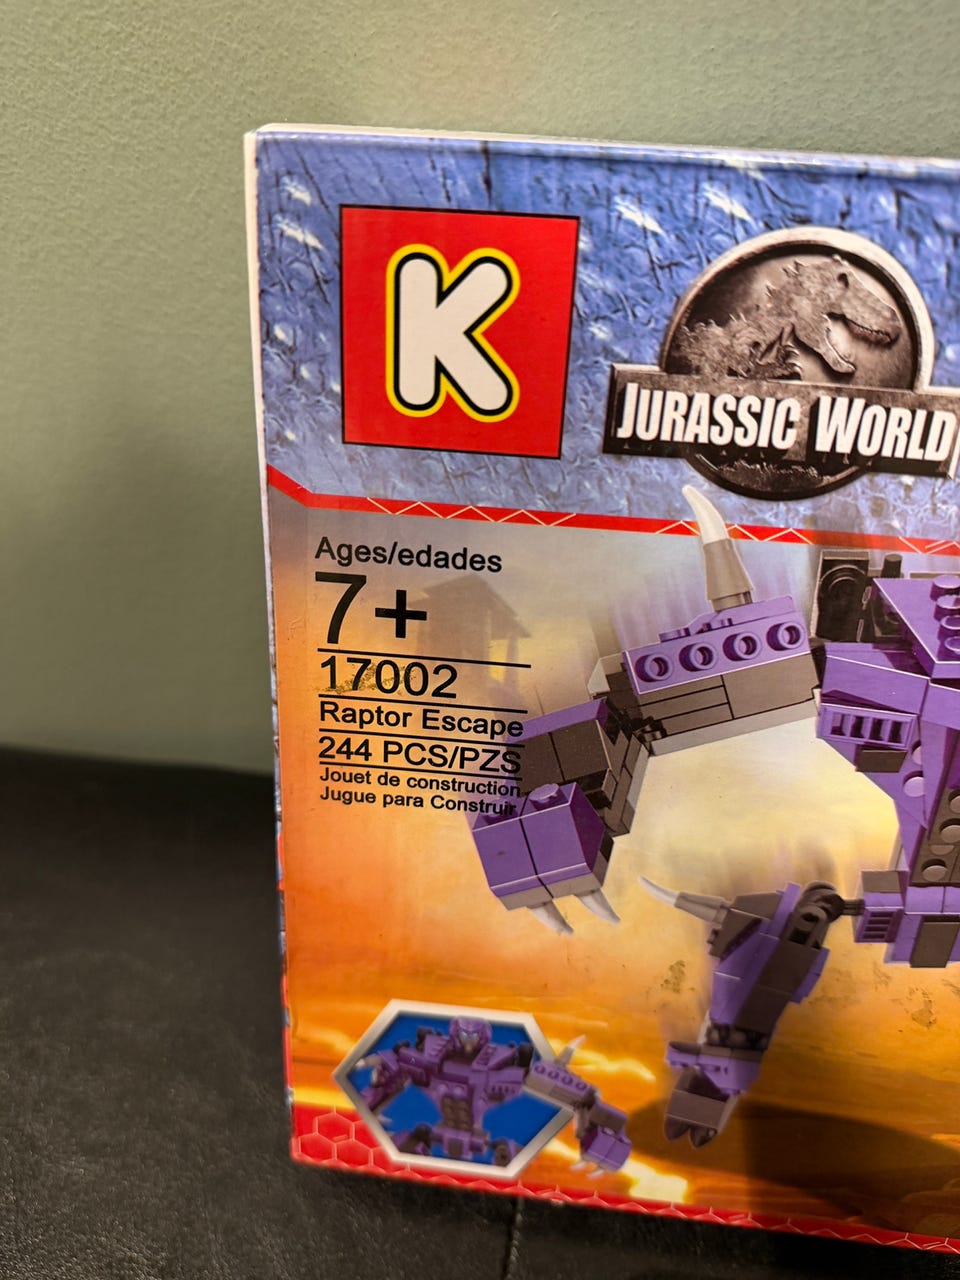 K
JURASSIC WORLD
Ages/edades
7+
17002
Raptor Escape
244 PCS/PZS
Jouet de construction
Jugue para Construir